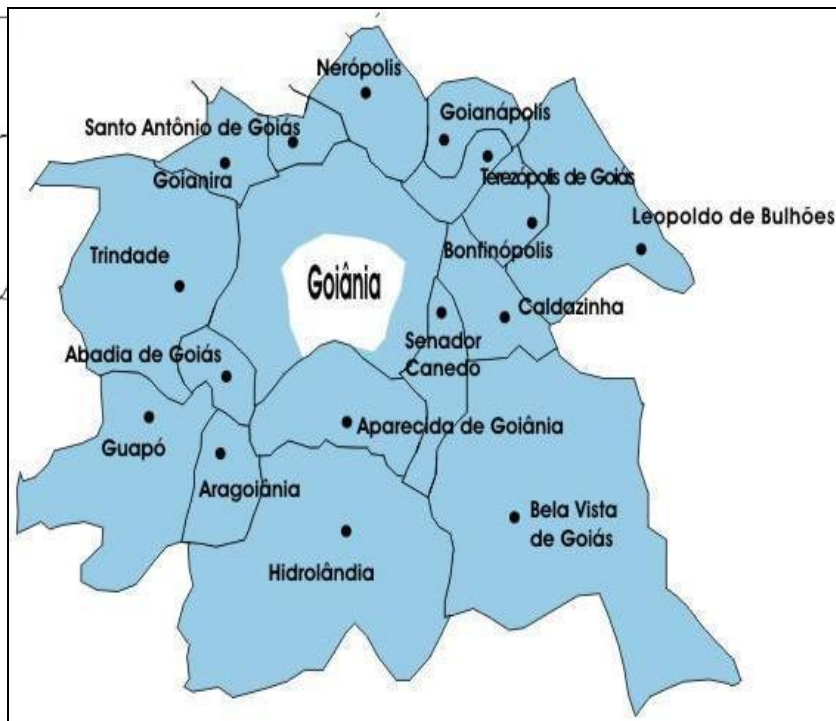 Nerópolis
Goianápolis
Santo Antônio de Goiás
Goianira
Terezópolis de Goiás
Leopoldo de Bulhões
Bonfinópolis
Trindade
Goiânia
Caldazinha
Senador
Canedo
Abadia de Goiás
Guapó
Aparecida de Goiânia
Aragoiânia
Bela Vista
de Goiás
Hidrolândia